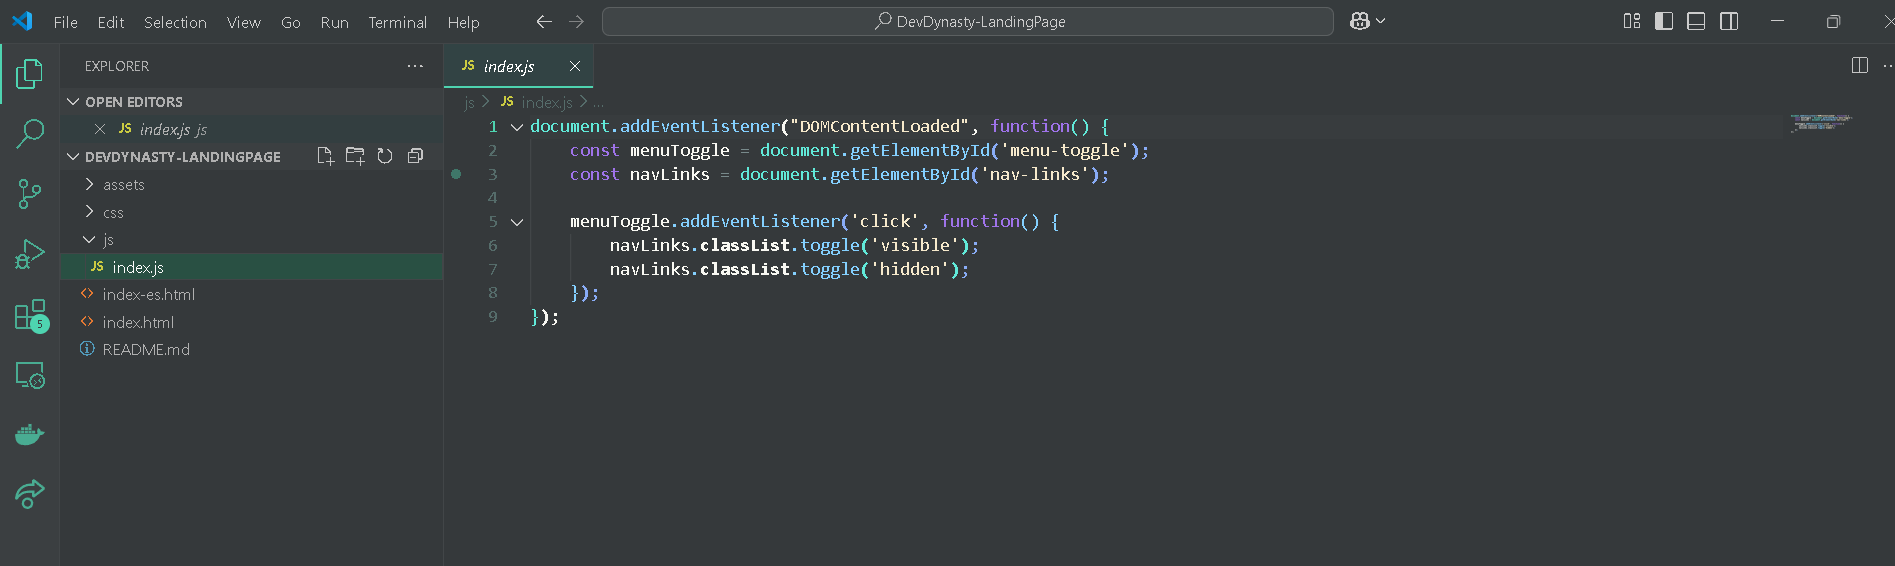 File Edit Selection View Go Run Terminal Help
DevDynasty-LandingPage
EXPLORER
OPEN EDITORS
JS index.js js
DEVDYNASTY-LANDINGPAGE
assets
css
js
JS index.js
index-es.html
index.html
README.md
5
JS index.js
js > JS index.js > ...
1 document.addEventListener("DOMContentLoaded", function() {
2 const menuToggle = document.getElementById('menu-toggle');
3 const navLinks = document.getElementById('nav-links');
4
5 menuToggle.addEventListener('click', function() {
6 navLinks.classList.toggle('visible');
7 navLinks.classList.toggle('hidden');
8 });
9 });